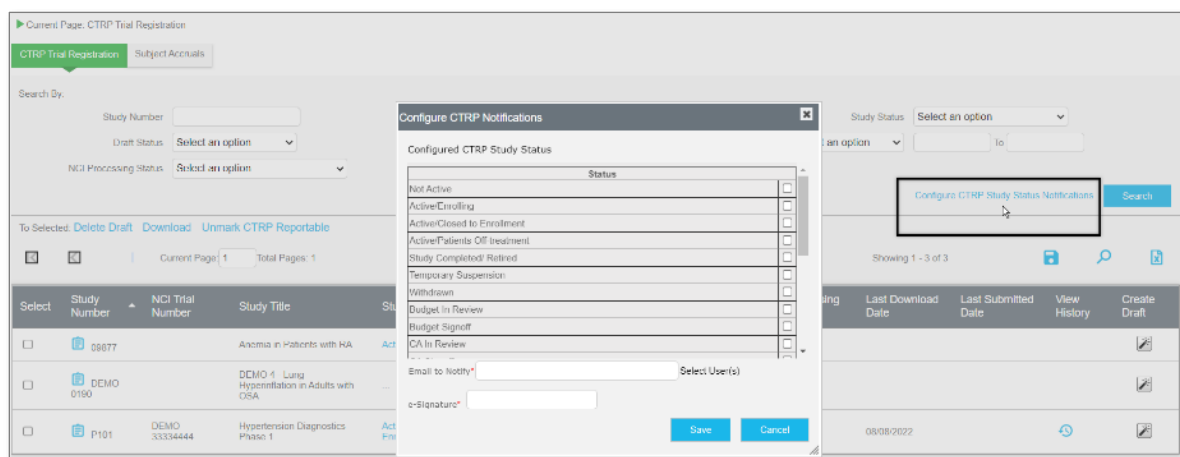 Current Page: CTRP Trial Registration
CTRP Trial Registration Subject Accruals
Search By:
Study Number
Draft Status Select an option
NCI Processing Status Select an option
Study Status Select an option
an option To
Configure CTRP Study Status Notifications Search
Configure CTRP Notifications
Configured CTRP Study Status
Status
Not Active
Active/Enrolling
Active/Closed to Enrollment
Active/Patients Off treatment
Study Completed/ Retired
Temporary Suspension
Withdrawn
Budget In Review
Budget Signoff
CA In Review
Email to Notify* Select User(s)
e-Signature*
Save Cancel
To Selected: Delete Draft Download Unmark CTRP Reportable
Current Page: 1 Total Pages: 1
Showing 1 - 3 of 3
Select Study Number NCI Trial Number Study Title Last Download Date Last Submitted Date View History Create Draft
09877 Anemia in Patients with RA
DEMO 0190 DEMO 4 - Lung Hyperinflation in Adults with OSA
P101 DEMO 33334444 Hypertension Diagnostics Phase 1 08/08/2022